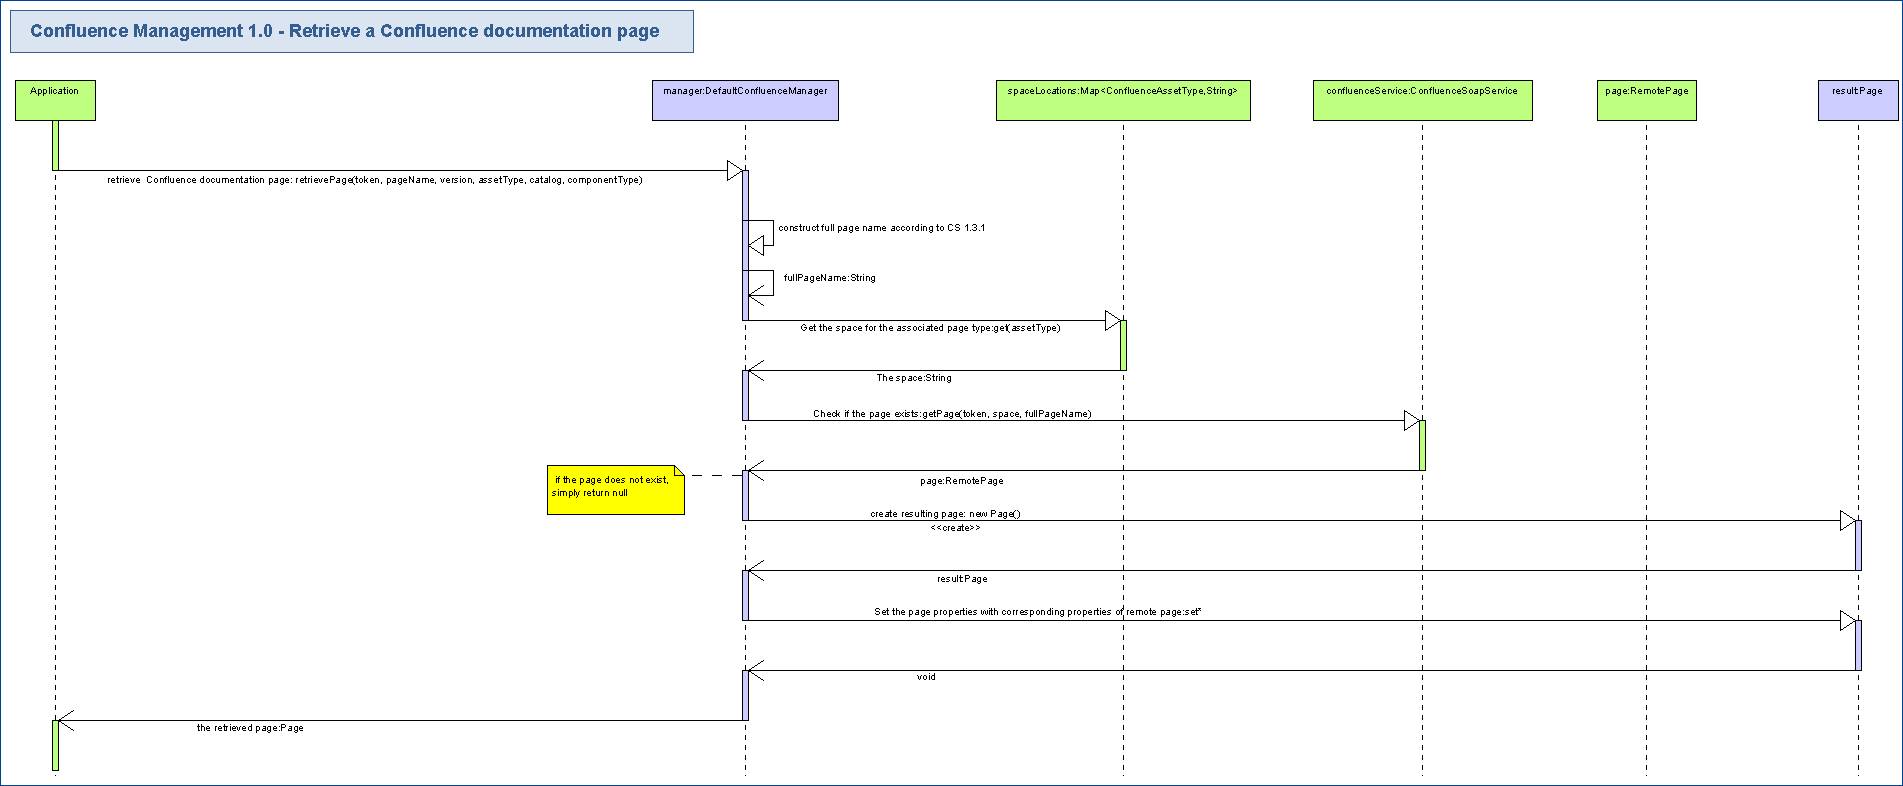 Confluence Management 1.0 - Retrieve a Confluence documentation page
Application
manager:DefaultConfluenceManager
spaceLocations:Map<ConfluenceAssetType,String>
confluenceService:ConfluenceSoapService
page:RemotePage
result:Page
retrieve  Confluence documentation page: retrievePage(token, pageName, version, assetType, catalog, componentType)
construct full page name according to CS 1.3.1
fullPageName:String
Get the space for the associated page type:get(assetType)
The space:String
Check if the page exists:getPage(token, space, fullPageName)
if the page does not exist,
simply return null
page:RemotePage
create resulting page: new Page()
<<create>>
result:Page
Set the page properties with corresponding properties of remote page:set*
void
the retrieved page:Page